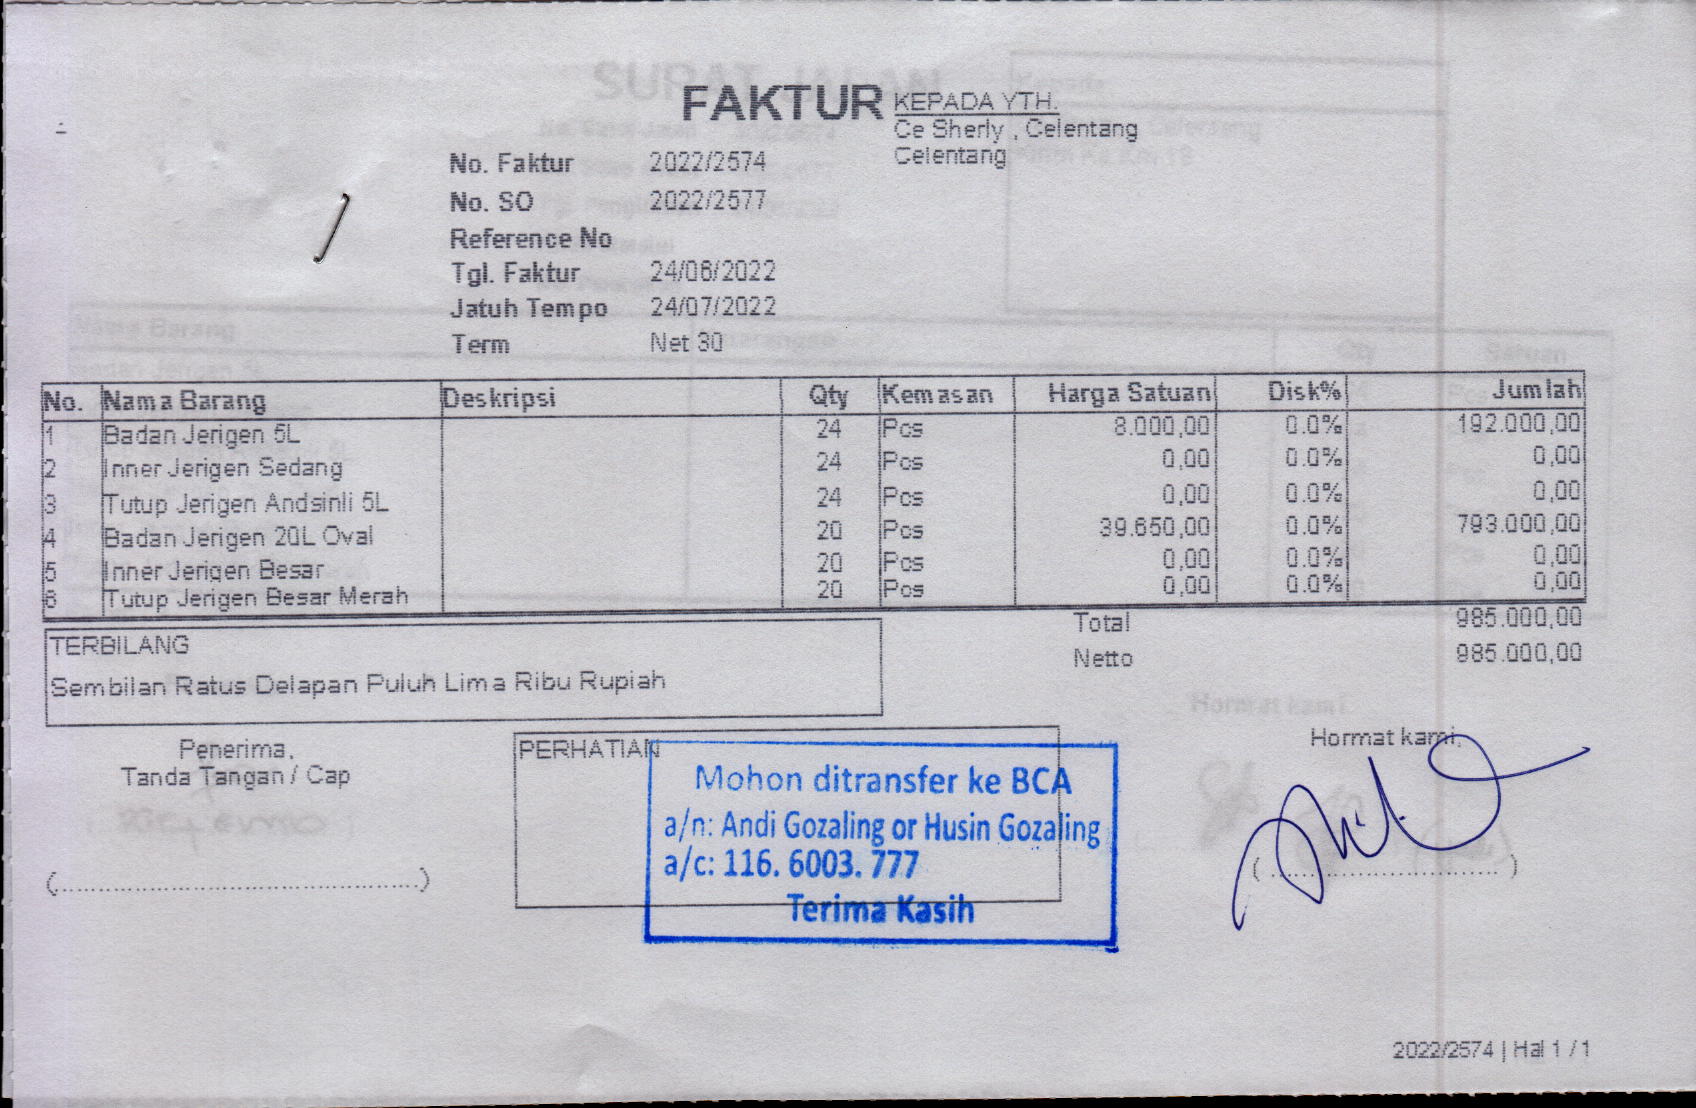 FAKTUR
KEPADA YTH.
Ce Sherly , Celentang
Celentang
No. Faktur 2022/2574
No. SO 2022/2577
Reference No
Tgl. Faktur 24/06/2022
Jatuh Tempo 24/07/2022
Term Net 30
No. Nama Barang Deskripsi Qty Kemasan Harga Satuan Disk% Jumlah
1 Badan Jerigen 5L 24 Pcs 8.000,00 0.0% 192.000,00
2 Inner Jerigen Sedang 24 Pcs 0,00 0.0% 0,00
3 Tutup Jerigen Andsinli 5L 24 Pcs 0,00 0.0% 0,00
4 Badan Jerigen 20L Oval 20 Pcs 39.650,00 0.0% 793.000,00
5 Inner Jerigen Besar 20 Pcs 0,00 0.0% 0,00
6 Tutup Jerigen Besar Merah 20 Pcs 0,00 0.0% 0,00
Total 985.000,00
Netto 985.000,00
TERBILANG
Sembilan Ratus Delapan Puluh Lima Ribu Rupiah
Penerima,
Tanda Tangan / Cap
PERHATIAN
Mohon ditransfer ke BCA
a/n: Andi Gozaling or Husin Gozaling
a/c: 116. 6003. 777
Terima Kasih
Hormat kami,
2022/2574 | Hal 1 / 1